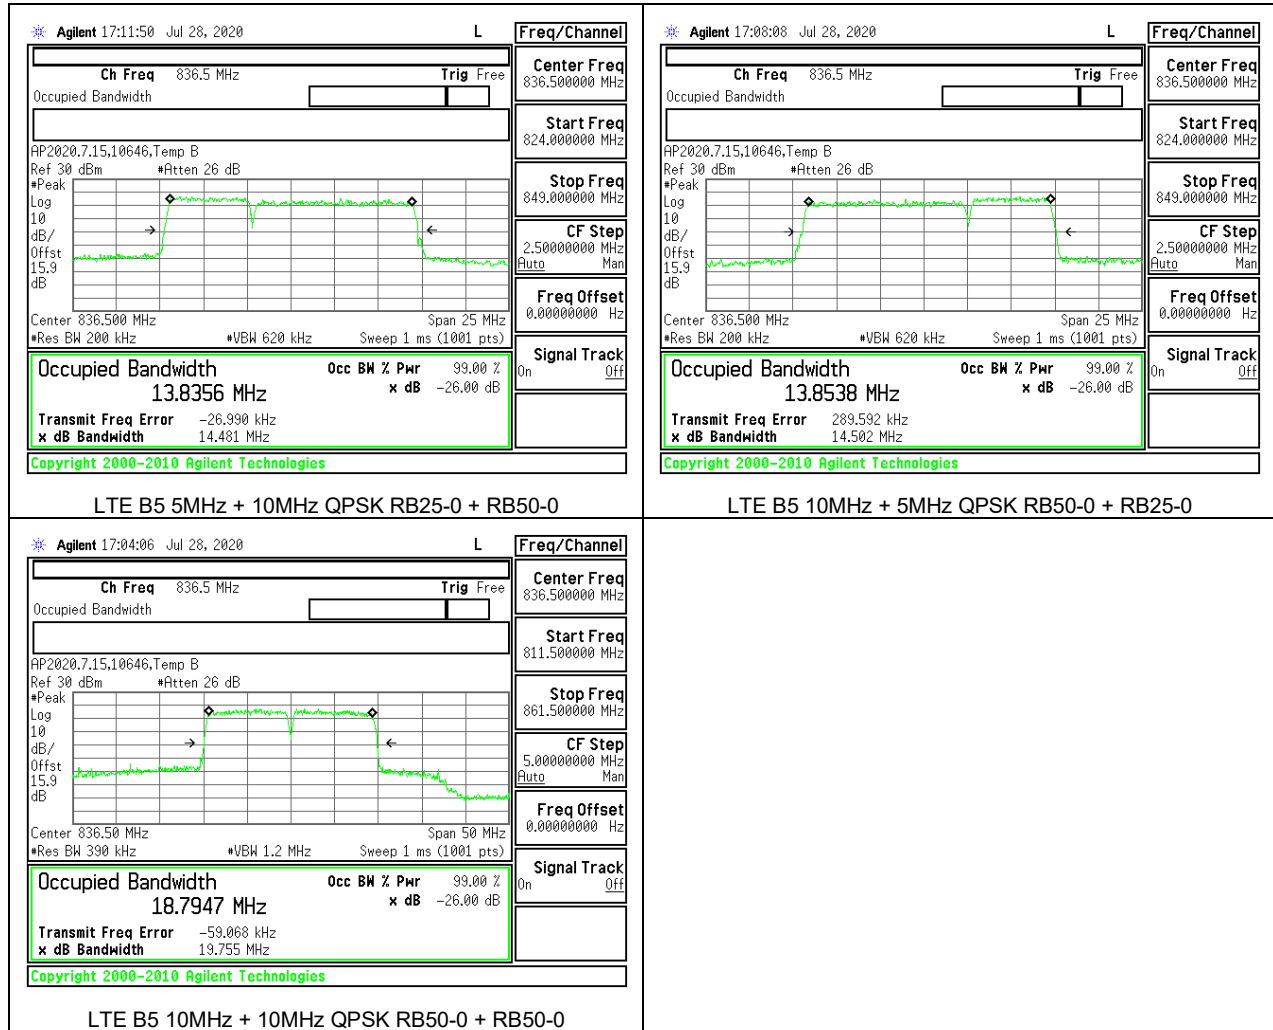 Agilent 17:11:50 Jul 28, 2020 L Freq/Channel
Ch Freq 836.5 MHz Trig Free
Occupied Bandwidth
Center Freq
836.500000 MHz
Start Freq
824.000000 MHz
AP2020.7.15,10646,Temp B
Ref 30 dBm #Atten 26 dB
#Peak
Log
10
dB/
Offst
15.9
dB
Stop Freq
849.000000 MHz
CF Step
2.50000000 MHz
Auto Man
Freq Offset
0.00000000 Hz
Center 836.500 MHz Span 25 MHz
#Res BW 200 kHz #VBW 620 kHz Sweep 1 ms (1001 pts)
Signal Track
On Off
Occupied Bandwidth Occ BW % Pwr 99.00 %
13.8356 MHz x dB -26.00 dB
Transmit Freq Error -26.990 kHz
x dB Bandwidth 14.481 MHz
Copyright 2000-2010 Agilent Technologies
LTE B5 5MHz + 10MHz QPSK RB25-0 + RB50-0
Agilent 17:08:08 Jul 28, 2020 L Freq/Channel
Ch Freq 836.5 MHz Trig Free
Occupied Bandwidth
Center Freq
836.500000 MHz
Start Freq
824.000000 MHz
AP2020.7.15,10646,Temp B
Ref 30 dBm #Atten 26 dB
#Peak
Log
10
dB/
Offst
15.9
dB
Stop Freq
849.000000 MHz
CF Step
2.50000000 MHz
Auto Man
Freq Offset
0.00000000 Hz
Center 836.500 MHz Span 25 MHz
#Res BW 200 kHz #VBW 620 kHz Sweep 1 ms (1001 pts)
Signal Track
On Off
Occupied Bandwidth Occ BW % Pwr 99.00 %
13.8538 MHz x dB -26.00 dB
Transmit Freq Error 289.592 kHz
x dB Bandwidth 14.502 MHz
Copyright 2000-2010 Agilent Technologies
LTE B5 10MHz + 5MHz QPSK RB50-0 + RB25-0
Agilent 17:04:06 Jul 28, 2020 L Freq/Channel
Ch Freq 836.5 MHz Trig Free
Occupied Bandwidth
Center Freq
836.500000 MHz
Start Freq
811.500000 MHz
AP2020.7.15,10646,Temp B
Ref 30 dBm #Atten 26 dB
#Peak
Log
10
dB/
Offst
15.9
dB
Stop Freq
861.500000 MHz
CF Step
5.00000000 MHz
Auto Man
Freq Offset
0.00000000 Hz
Center 836.50 MHz Span 50 MHz
#Res BW 390 kHz #VBW 1.2 MHz Sweep 1 ms (1001 pts)
Signal Track
On Off
Occupied Bandwidth Occ BW % Pwr 99.00 %
18.7947 MHz x dB -26.00 dB
Transmit Freq Error -59.068 kHz
x dB Bandwidth 19.755 MHz
Copyright 2000-2010 Agilent Technologies
LTE B5 10MHz + 10MHz QPSK RB50-0 + RB50-0